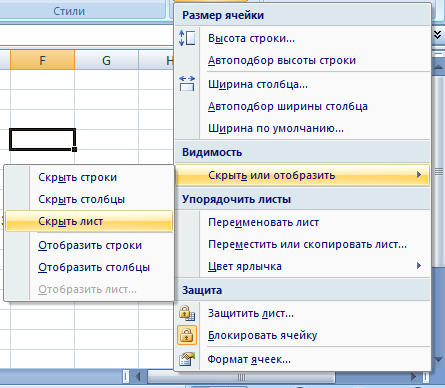 Стили
Размер ячейки
Высота строки...
Автоподбор высоты строки
Ширина столбца...
Автоподбор ширины столбца
Ширина по умолчанию...
Видимость
Скрыть или отобразить
Упорядочить листы
Переименовать лист
Переместить или скопировать лист...
Цвет ярлычка
Защита
Защитить лист...
Блокировать ячейку
Формат ячеек...
F G H
Скрыть строки
Скрыть столбцы
Скрыть лист
Отобразить строки
Отобразить столбцы
Отобразить лист...